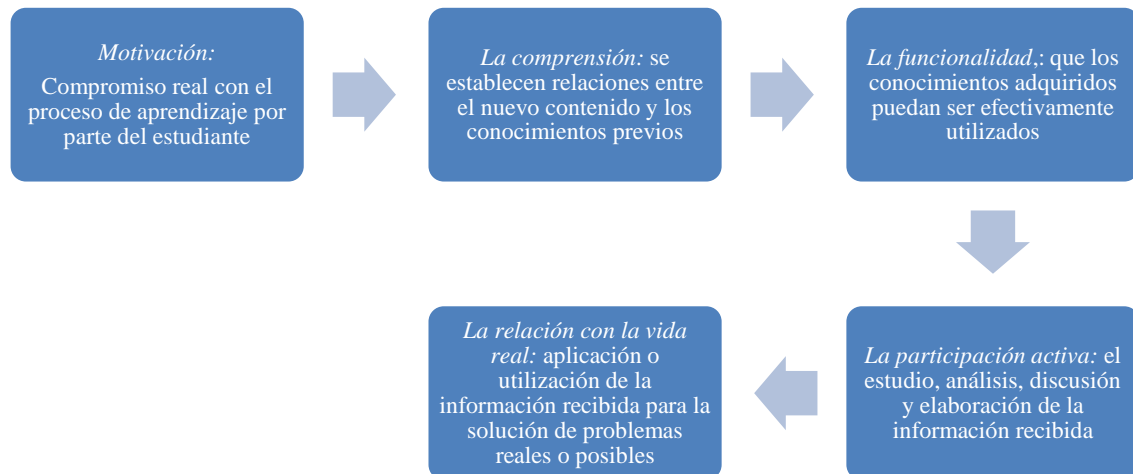 Motivación:
Compromiso real con el
proceso de aprendizaje por
parte del estudiante
La comprensión: se
establecen relaciones entre
el nuevo contenido y los
conocimientos previos
La funcionalidad,: que los
conocimientos adquiridos
puedan ser efectivamente
utilizados
La participación activa: el
estudio, análisis, discusión
y elaboración de la
información recibida
La relación con la vida
real: aplicación o
utilización de la
información recibida para la
solución de problemas
reales o posibles